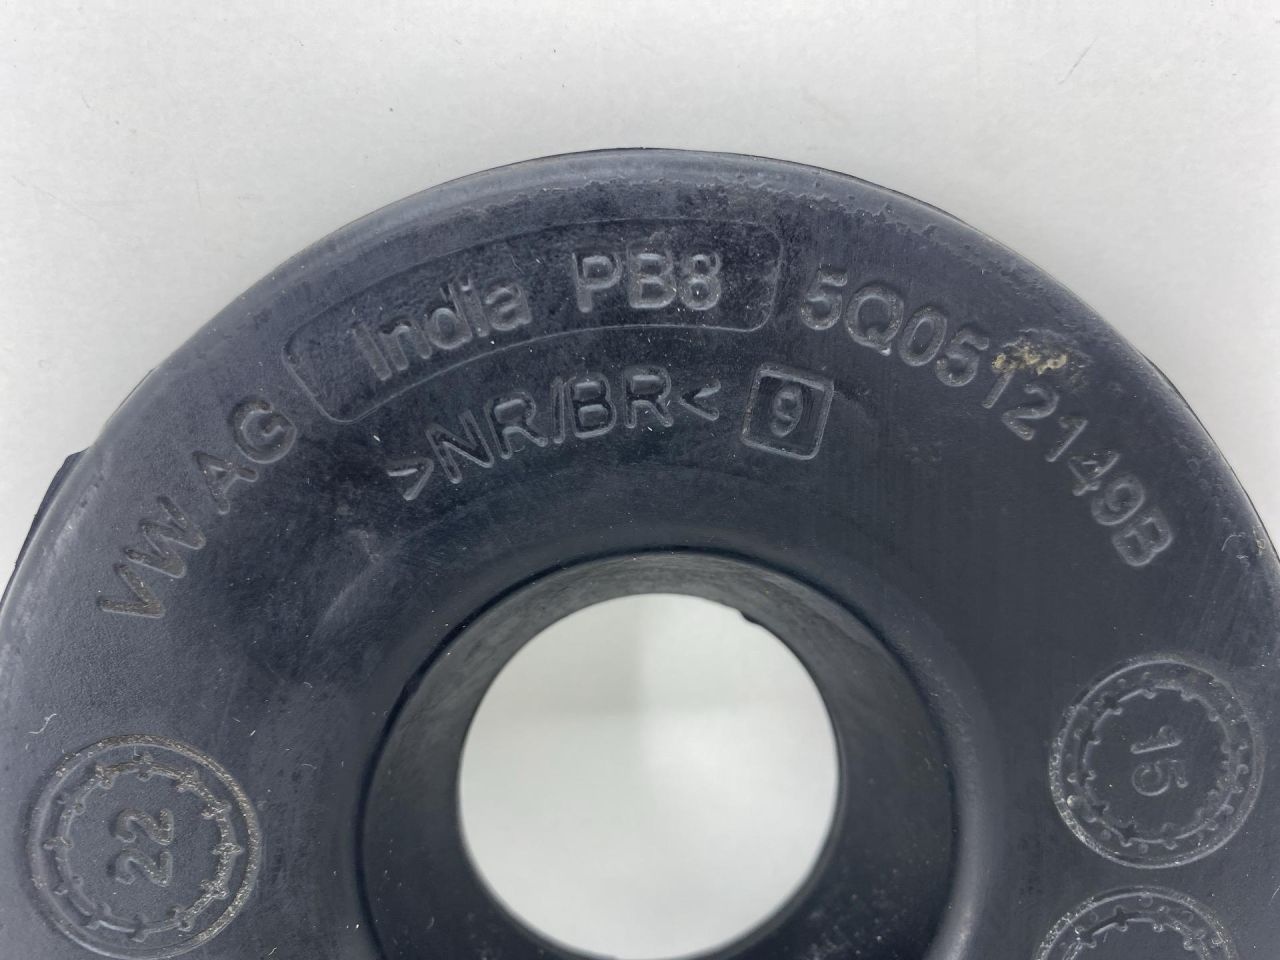 VW AG India PB8 5Q0512149B
>NR/BR< 9
22
15